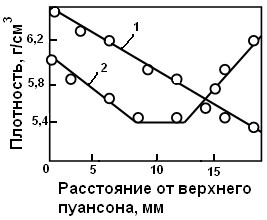 Плотность, г/см³
6,2
5,8
5,4
1
2
0 5 10 15
Расстояние от верхнего
пуансона, мм